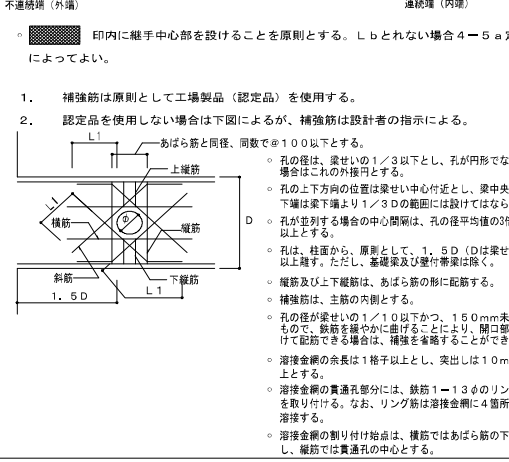 不連続端（外端）
連続端（内端）
◦ 印内に継手中心部を設けることを原則とする。Ｌｂとれない場合４－５ａ
によってよい。
１． 補強筋は原則として工場製品（認定品）を使用する。
２． 認定品を使用しない場合は下図によるが、補強筋は設計者の指示による。
Ｌ１
あばら筋と同径、同数で＠１００以下とする。
上縦筋
Ｌ１
φ
横筋
縦筋
Ｄ
斜筋
下縦筋
１．５Ｄ
Ｌ１
◦ 孔の径は、梁せいの１／３以下とし、孔が円形でな
場合はこれの外接円とする。
◦ 孔の上下方向の位置は梁せい中心付近とし、梁中央
下端は梁下端より１／３Ｄの範囲には設けてはなら
◦ 孔が並列する場合の中心間隔は、孔の径平均値の3倍
以上とする。
◦ 孔は、柱面から、原則として、１．５Ｄ（Ｄは梁せ
以上離す。ただし、基礎梁及び壁付帯梁は除く。
◦ 縦筋及び上下縦筋は、あばら筋の形に配筋する。
◦ 補強筋は、主筋の内側とする。
◦ 孔の径が梁せいの１／１０以下かつ、１５０ｍｍ未
もので、鉄筋を緩やかに曲げることにより、開口部
けて配筋できる場合は、補強を省略することができ
◦ 溶接金網の余長は１格子以上とし、突出しは１０ｍ
上とする。
◦ 溶接金網の貫通孔部分には、鉄筋１－１３φのリン
を取り付ける。なお、リング筋は溶接金網に４箇所
溶接する。
◦ 溶接金網の割り付け始点は、横筋ではあばら筋の下
し、縦筋では貫通孔の中心とする。